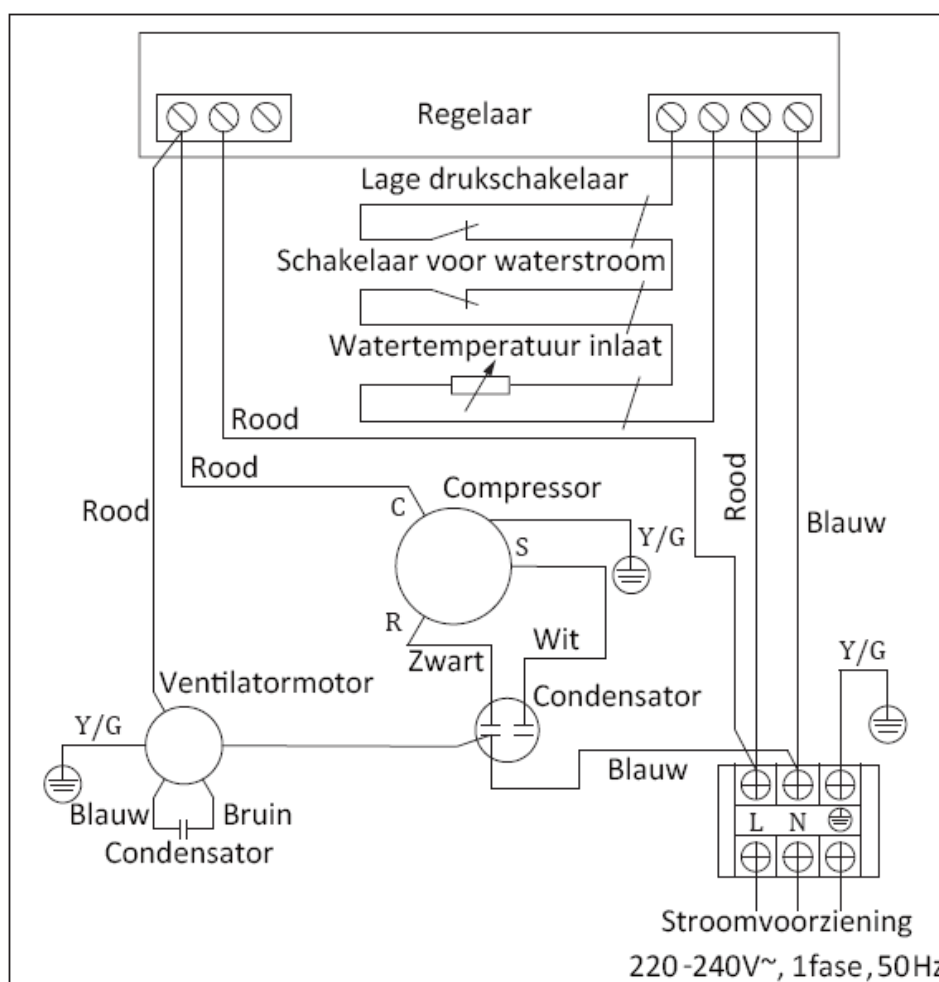 Regelaar
Lage drukschakelaar
Schakelaar voor waterstroom
Watertemperatuur inlaat
Rood
Rood
Rood
Rood
Blauw
Compressor
C
S
R
Y/G
Zwart
Wit
Y/G
Ventilatormotor
Condensator
Y/G
Blauw
Blauw
Bruin
Condensator
L N
Stroomvoorziening
220-240V~, 1fase, 50Hz